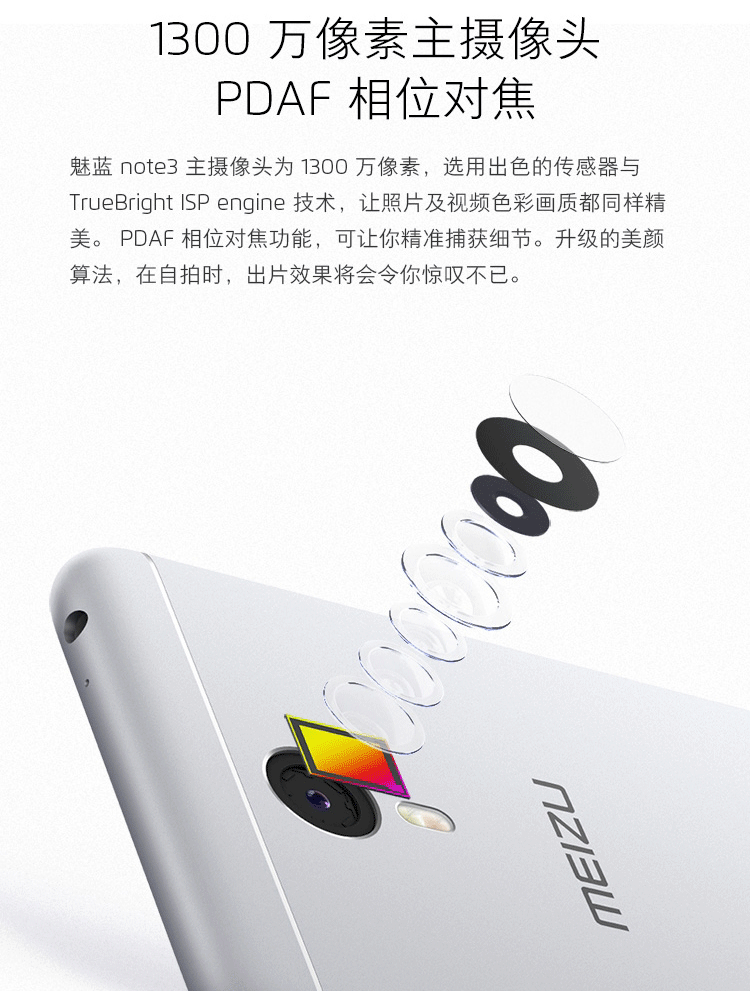 1300 万像素主摄像头
PDAF 相位对焦
魅蓝 note3 主摄像头为 1300 万像素，选用出色的传感器与
TrueBright ISP engine 技术，让照片及视频色彩画质都同样精
美。 PDAF 相位对焦功能，可让你精准捕获细节。升级的美颜
算法，在自拍时，出片效果将会令你惊叹不已。
MEIZU